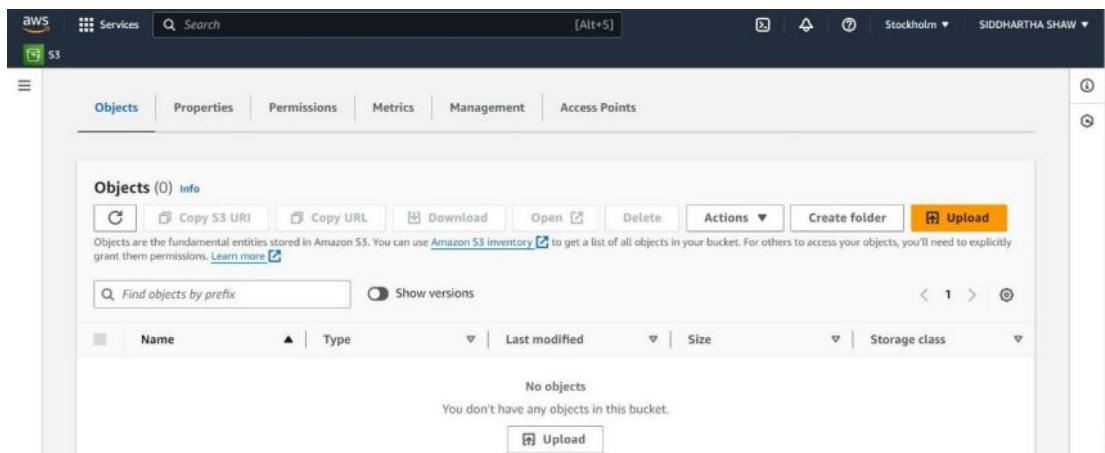 aws Services Search [Alt+S] Stockholm ▼ SIDDHARTHA SHAW ▼
S3
Objects Properties Permissions Metrics Management Access Points
Objects (0) Info
Copy S3 URI Copy URL Download Open Delete Actions ▼ Create folder Upload
Objects are the fundamental entities stored in Amazon S3. You can use Amazon S3 inventory to get a list of all objects in your bucket. For others to access your objects, you'll need to explicitly
grant them permissions. Learn more
Find objects by prefix Show versions < 1 >
Name ▲ Type Last modified Size Storage class
No objects
You don't have any objects in this bucket.
Upload